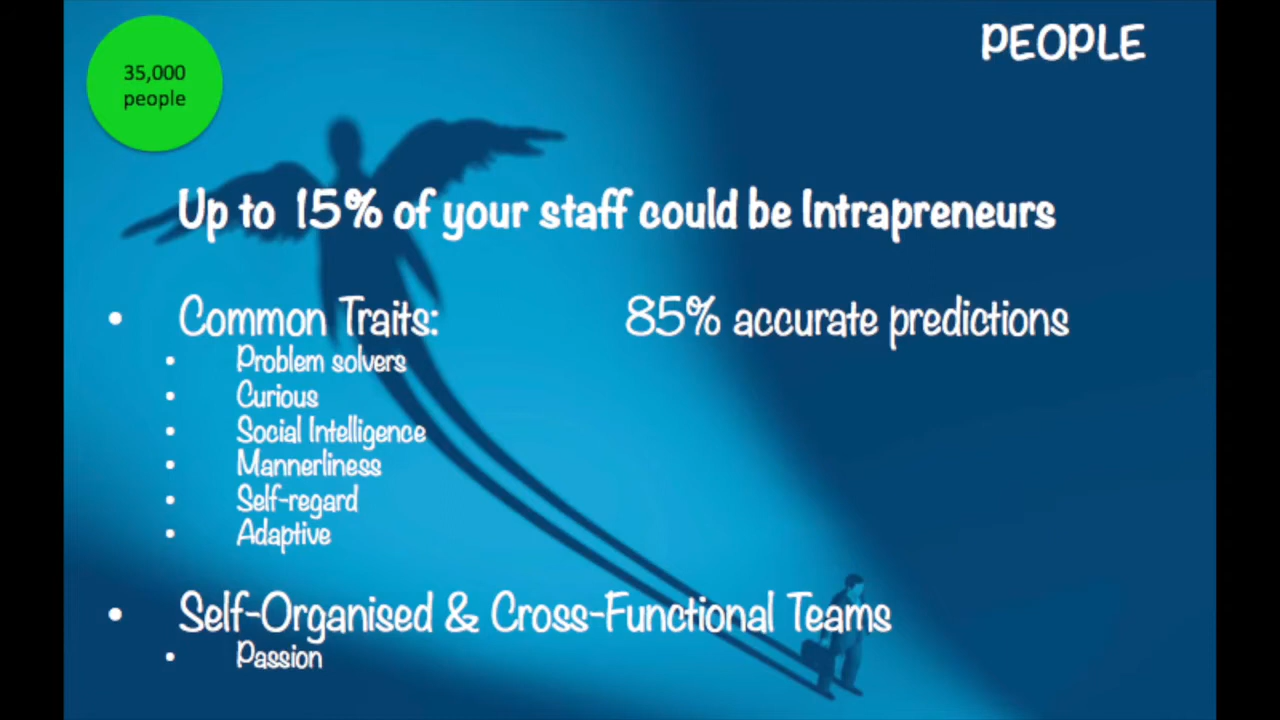 35,000
people
PEOPLE
Up to 15% of your staff could be Intrapreneurs
• Common Traits: 85% accurate predictions
• Problem solvers
• Curious
• Social Intelligence
• Mannerliness
• Self-regard
• Adaptive
• Self-Organised & Cross-Functional Teams
• Passion